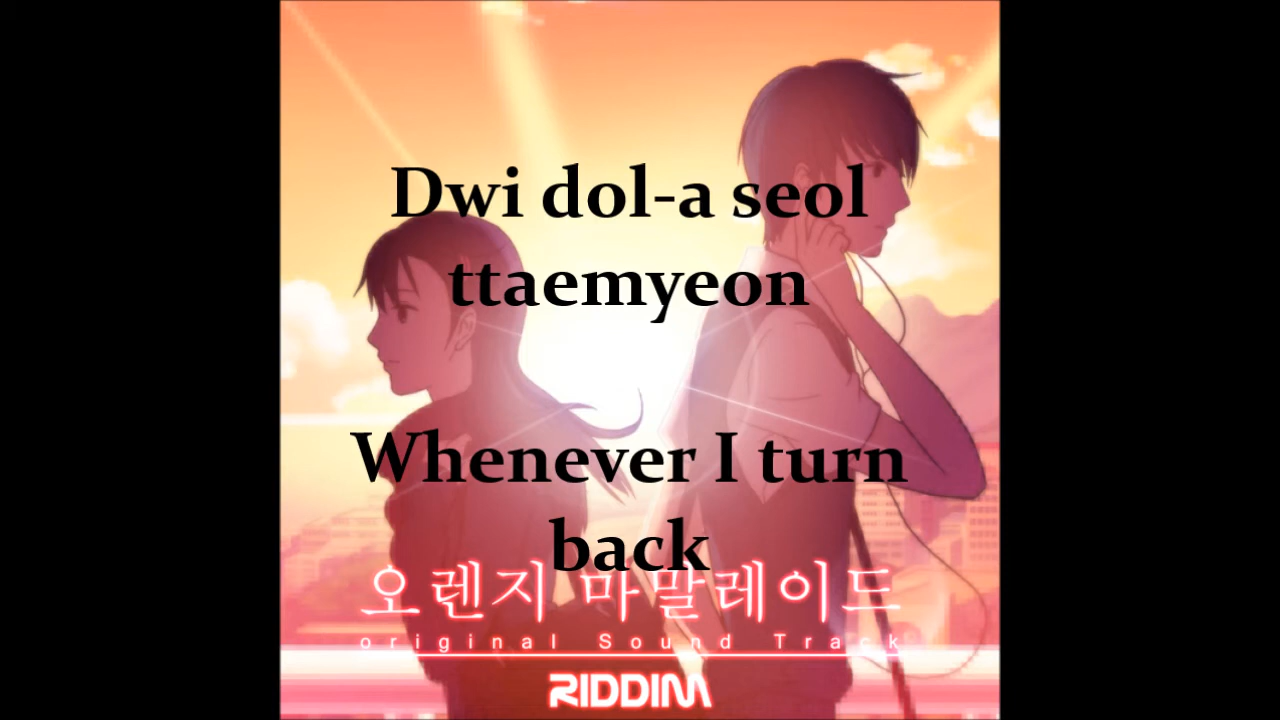 Dwi dol-a seol
ttaemyeon
Whenever I turn
back
오렌지 마말레이드
original Sound Track
RIDDIM